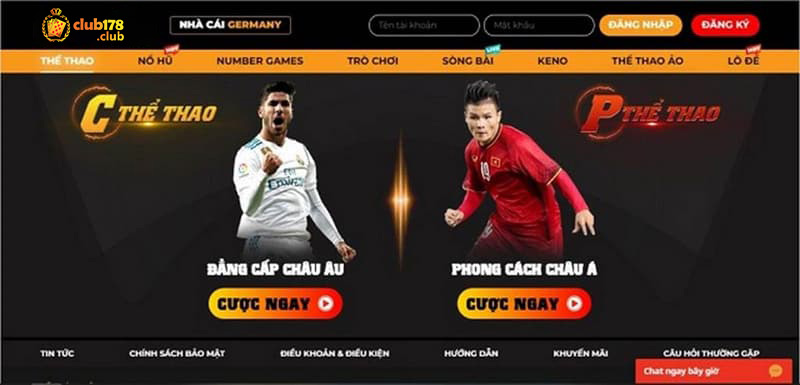 club178
.club
NHÀ CÁI GERMANY
Tên tài khoản
Mật khẩu
ĐĂNG NHẬP
ĐĂNG KÝ
THỂ THAO
NỔ HŨ
NUMBER GAMES
TRÒ CHƠI
SÒNG BÀI
LIVE
KENO
THỂ THAO ẢO
LÔ ĐỀ
C THỂ THAO
P THỂ THAO
Emirates
19
ĐẲNG CẤP CHÂU ÂU
PHONG CÁCH CHÂU Á
CƯỢC NGAY
CƯỢC NGAY
TIN TỨC
CHÍNH SÁCH BẢO MẬT
ĐIỀU KHOẢN & ĐIỀU KIỆN
HƯỚNG DẪN
KHUYẾN MÃI
CÂU HỎI THƯỜNG GẶP
Chat ngay bây giờ